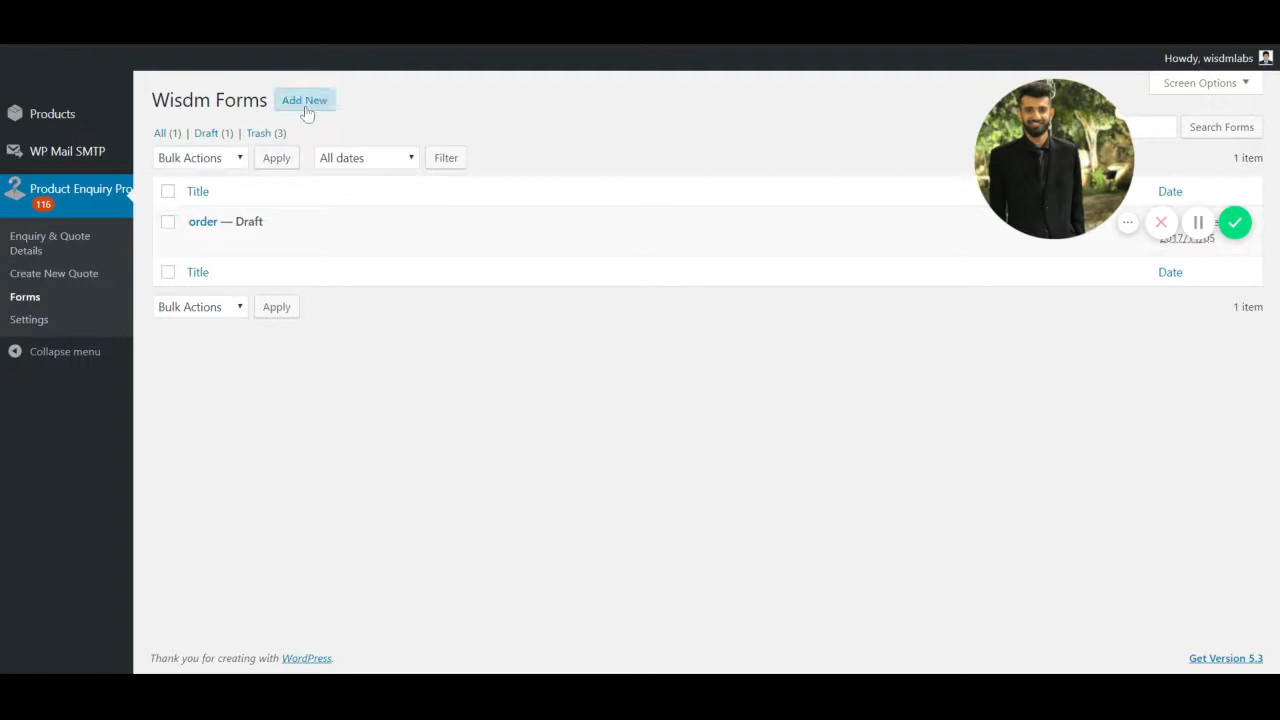 Howdy, wisdmlabs
Screen Options
Wisdm Forms Add New
All (1) | Draft (1) | Trash (3)
Search Forms
Bulk Actions Apply All dates Filter
1 item
Title Date
order — Draft
Title Date
Bulk Actions Apply
1 item
Products
WP Mail SMTP
Product Enquiry Pro
116
Enquiry & Quote
Details
Create New Quote
Forms
Settings
Collapse menu
Thank you for creating with WordPress.
Get Version 5.3